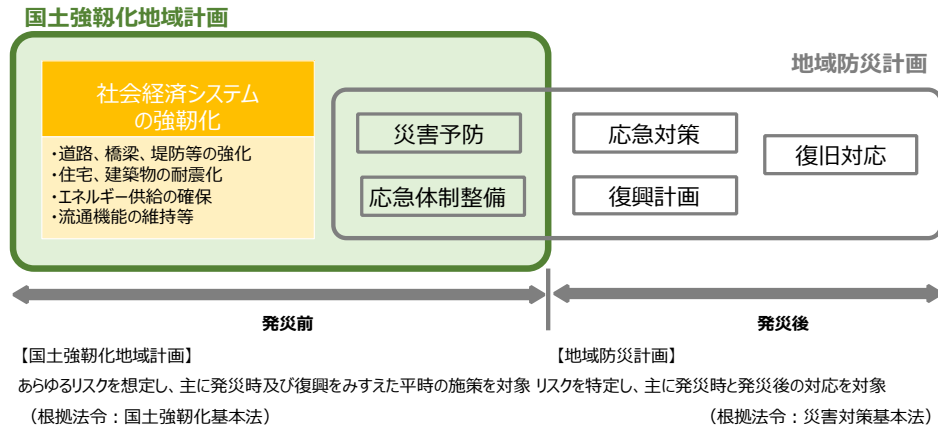 国土強靱化地域計画
地域防災計画
社会経済システム
の強靱化
・道路、橋梁、堤防等の強化
・住宅、建築物の耐震化
・エネルギー供給の確保
・流通機能の維持等
災害予防
応急体制整備
応急対策
復興計画
復旧対応
発災前
発災後
【国土強靱化地域計画】
あらゆるリスクを想定し、主に発災時及び復興をみすえた平時の施策を対象
（根拠法令：国土強靱化基本法）
【地域防災計画】
リスクを特定し、主に発災時と発災後の対応を対象
（根拠法令：災害対策基本法）